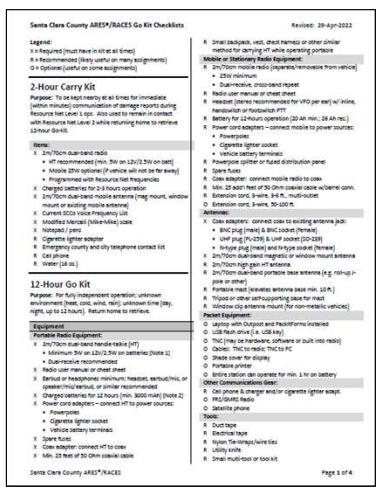 Santa Clara County ARES®/RACES Go Kit Checklists
Revised: 29-Apr-2022
Legend:
X = Required (must have in kit at all times)
R = Recommended (likely useful on many assignments)
O = Optional (useful on some assignments)
2-Hour Carry Kit
Purpose: To be kept nearby at all times for immediate
(within minutes) communication of damage reports during
Resource Net Level 1 ops. Also used to remain in contact
with Resource Net Level 2 while returning home to retrieve
12-hour Go-Kit.
Items:
X 2m/70cm dual-band radio
• HT recommended (min. 5W on 12V/2.5W on batt)
• Mobile 25W optional (if vehicle will not be far away)
• Programmed with Resource Net frequencies
X Charged batteries for 2-3 hours operation
X 2m/70cm dual-band mobile antenna (mag mount, window
mount or existing mobile antenna)
X Current SCCo Voice Frequency List
X Modified Mercali (Mike-Mike) scale
X Notepad / pens
R Cigarette lighter adapter
R Emergency county and city telephone contact list
R Cell phone
R Water (16 oz.)
12-Hour Go Kit
Purpose: For fully independent operation; unknown
environment (heat, cold, wind, rain); unknown time (day,
night, up to 12 hours). Return home to retrieve.
Equipment
Portable Radio Equipment:
X 2m/70cm dual-band handie-talkie (HT)
• Minimum 5W on 12V/2.5W on batteries (Note 1)
• Dual-receive recommended
X Radio user manual or cheat sheet
X Earbud or headphones minimum; headset, earbud/mic, or
speaker/mic/earbud, or similar recommended
X Charged batteries for 12 hours (min. 3000 mAh) (Note 2)
X Power cord adapters – connect HT to power sources:
• Powerpoles
• Cigarette lighter socket
• Vehicle battery terminals
X Spare fuses
X Coax adapter: connect HT to coax
X Min. 25 feet of 50 Ohm coaxial cable
R Small backpack, vest, chest harness or other similar
method for carrying HT while operating portable
Mobile or Stationary Radio Equipment:
R 2m/70cm mobile radio (separate/removable from vehicle)
• 25W minimum
• Dual-receive, cross-band repeat
R Radio user manual or cheat sheet
R Headset (stereo recommended for VFO per ear) w/ inline,
handswitch or footswitch PTT
R Battery for 12-hours operation (20 Ah min.; 26 Ah rec.)
R Power cord adapters – connect mobile to power sources:
• Powerpoles
• Cigarette lighter socket
• Vehicle battery terminals
R Powerpole splitter or fused distribution panel
R Spare fuses
R Coax adapter: connect mobile radio to coax
R Min. 25 add'l feet of 50 Ohm coaxial cable w/barrel conn.
R Extension cord, 3-wire, 3-6 ft., multi-outlet
O Extension cord, 3-wire, 50-100 ft.
Antennas:
X Coax adapters: connect coax to existing antenna jack:
• BNC plug (male) & BNC socket (female)
• UHF plug (PL-259) & UHF socket (SO-239)
• N-type plug (male) and N-type socket (female)
X 2m/70cm dual-band magnetic or window mount antenna
R 2m/70cm high-gain HT antenna
R 2m/70cm dual-band portable base antenna (e.g. roll-up J-
pole or other)
R Portable mast (elevates antenna base min. 10 ft.)
R Tripod or other self-supporting base for mast
R Window clip antenna mount (for non-metallic vehicles)
Packet Equipment:
O Laptop with Outpost and PacketForms installed
O USB flash drive (i.e. USB key)
O TNC (may be hardware, software or built into radio)
O Cables: TNC to radio; TNC to PC
O Shade cover for display
O Portable printer
O Entire station can operate for min. 1 hr on battery
Other Communications Gear:
R Cell phone & charger and/or cigarette lighter adapt.
O FRS/GMRS Radio
O Satellite phone
Tools:
R Duct tape
R Electrical tape
R Nylon Tie-Wraps/wire ties
R Utility knife
R Small multi-tool or tool kit
Santa Clara County ARES®/RACES
Page 1 of 4